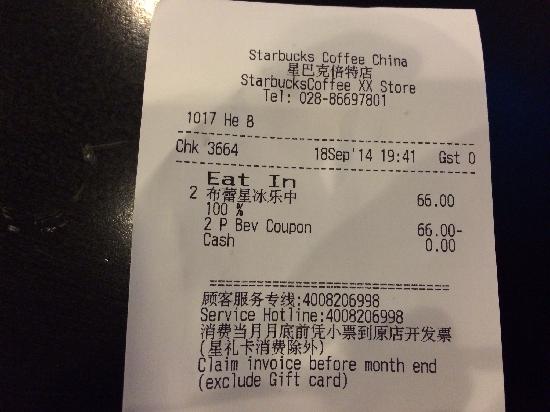 Starbucks Coffee China
星巴克倍特店
StarbucksCoffee XX Store
Tel: 028-86697801
1017 He B
Chk 3664 18Sep'14 19:41 Gst 0
Eat In
2 布蕾星冰乐中 66.00
100 %
2 P Bev Coupon 66.00-
Cash 0.00
==============================
顾客服务专线:4008206998
Service Hotline:4008206998
消费当月月底前凭小票到原店开发票
(星礼卡消费除外)
Claim invoice before month end
(exclude Gift card)